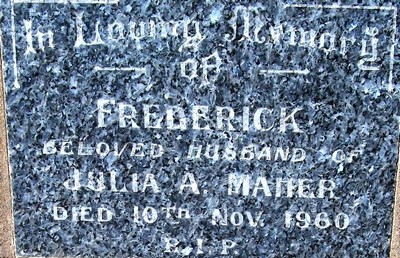 In Loving Memory
OF
FREDERICK
BELOVED HUSBAND OF
JULIA A. MAHER
DIED 10TH NOV. 1960
R.I.P.